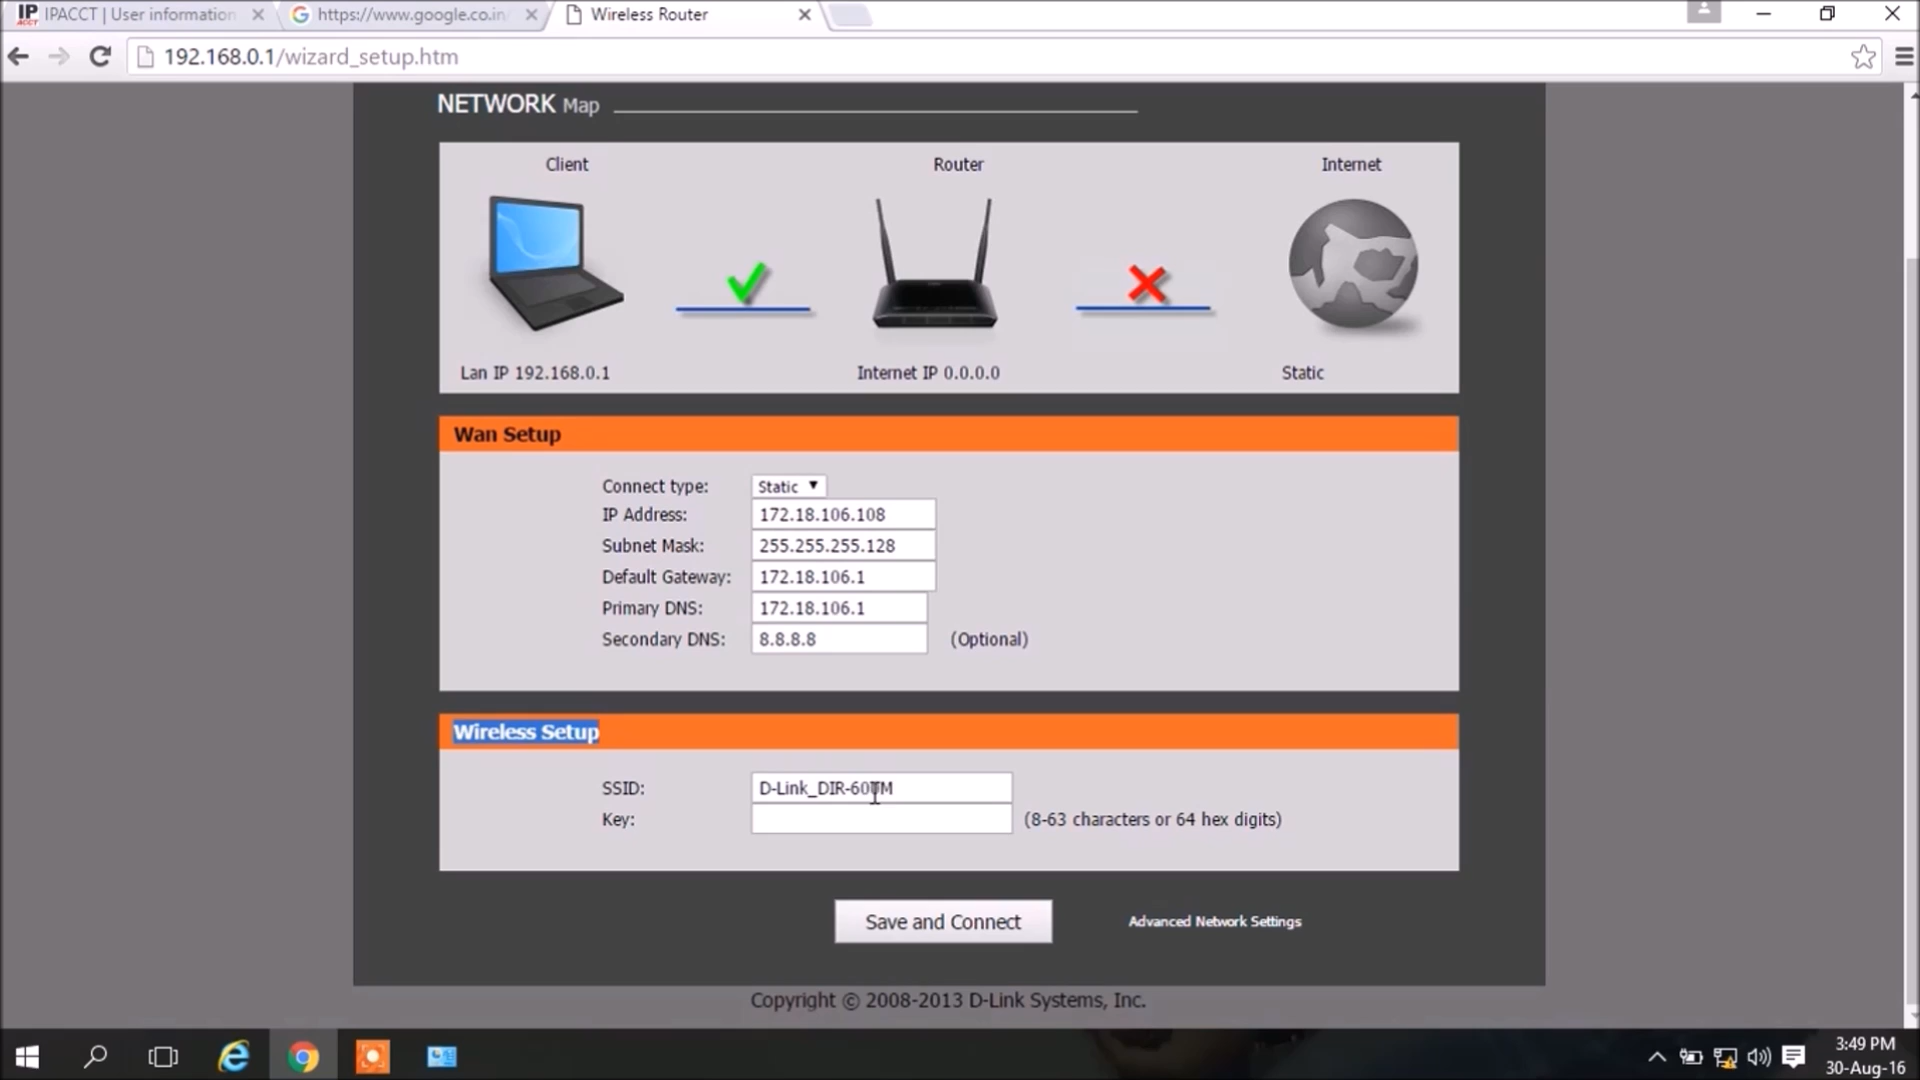 IP ACCT IPACCT | User information
https://www.google.co.in/
Wireless Router
192.168.0.1/wizard_setup.htm
NETWORK Map
Client Router Internet
Lan IP 192.168.0.1 Internet IP 0.0.0.0 Static
Wan Setup
Connect type: Static
IP Address: 172.18.106.108
Subnet Mask: 255.255.255.128
Default Gateway: 172.18.106.1
Primary DNS: 172.18.106.1
Secondary DNS: 8.8.8.8 (Optional)
Wireless Setup
SSID: D-Link_DIR-600M
Key: (8-63 characters or 64 hex digits)
Save and Connect Advanced Network Settings
Copyright © 2008-2013 D-Link Systems, Inc.
3:49 PM
30-Aug-16